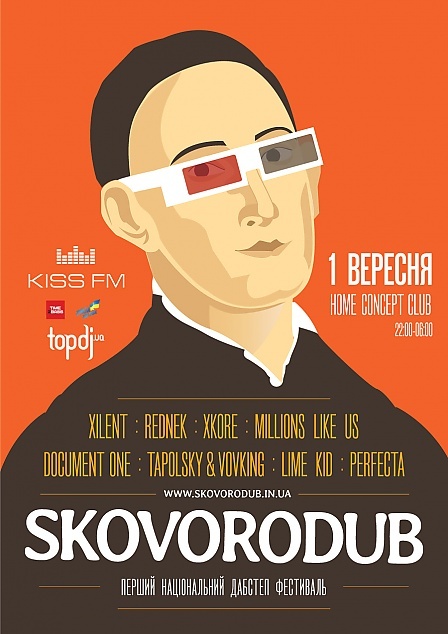 KISS FM
TIME
topdj.ua
1 ВЕРЕСНЯ
HOME CONCEPT CLUB
22:00-06:00
XILENT : REDNEK : XKORE : MILLIONS LIKE US
DOCUMENT ONE : TAPOLSKY & VOVKING : LIME KID : PERFECTA
WWW.SKOVORODUB.IN.UA
SKOVORODUB
ПЕРШИЙ НАЦІОНАЛЬНИЙ ДАБСТЕП ФЕСТИВАЛЬ